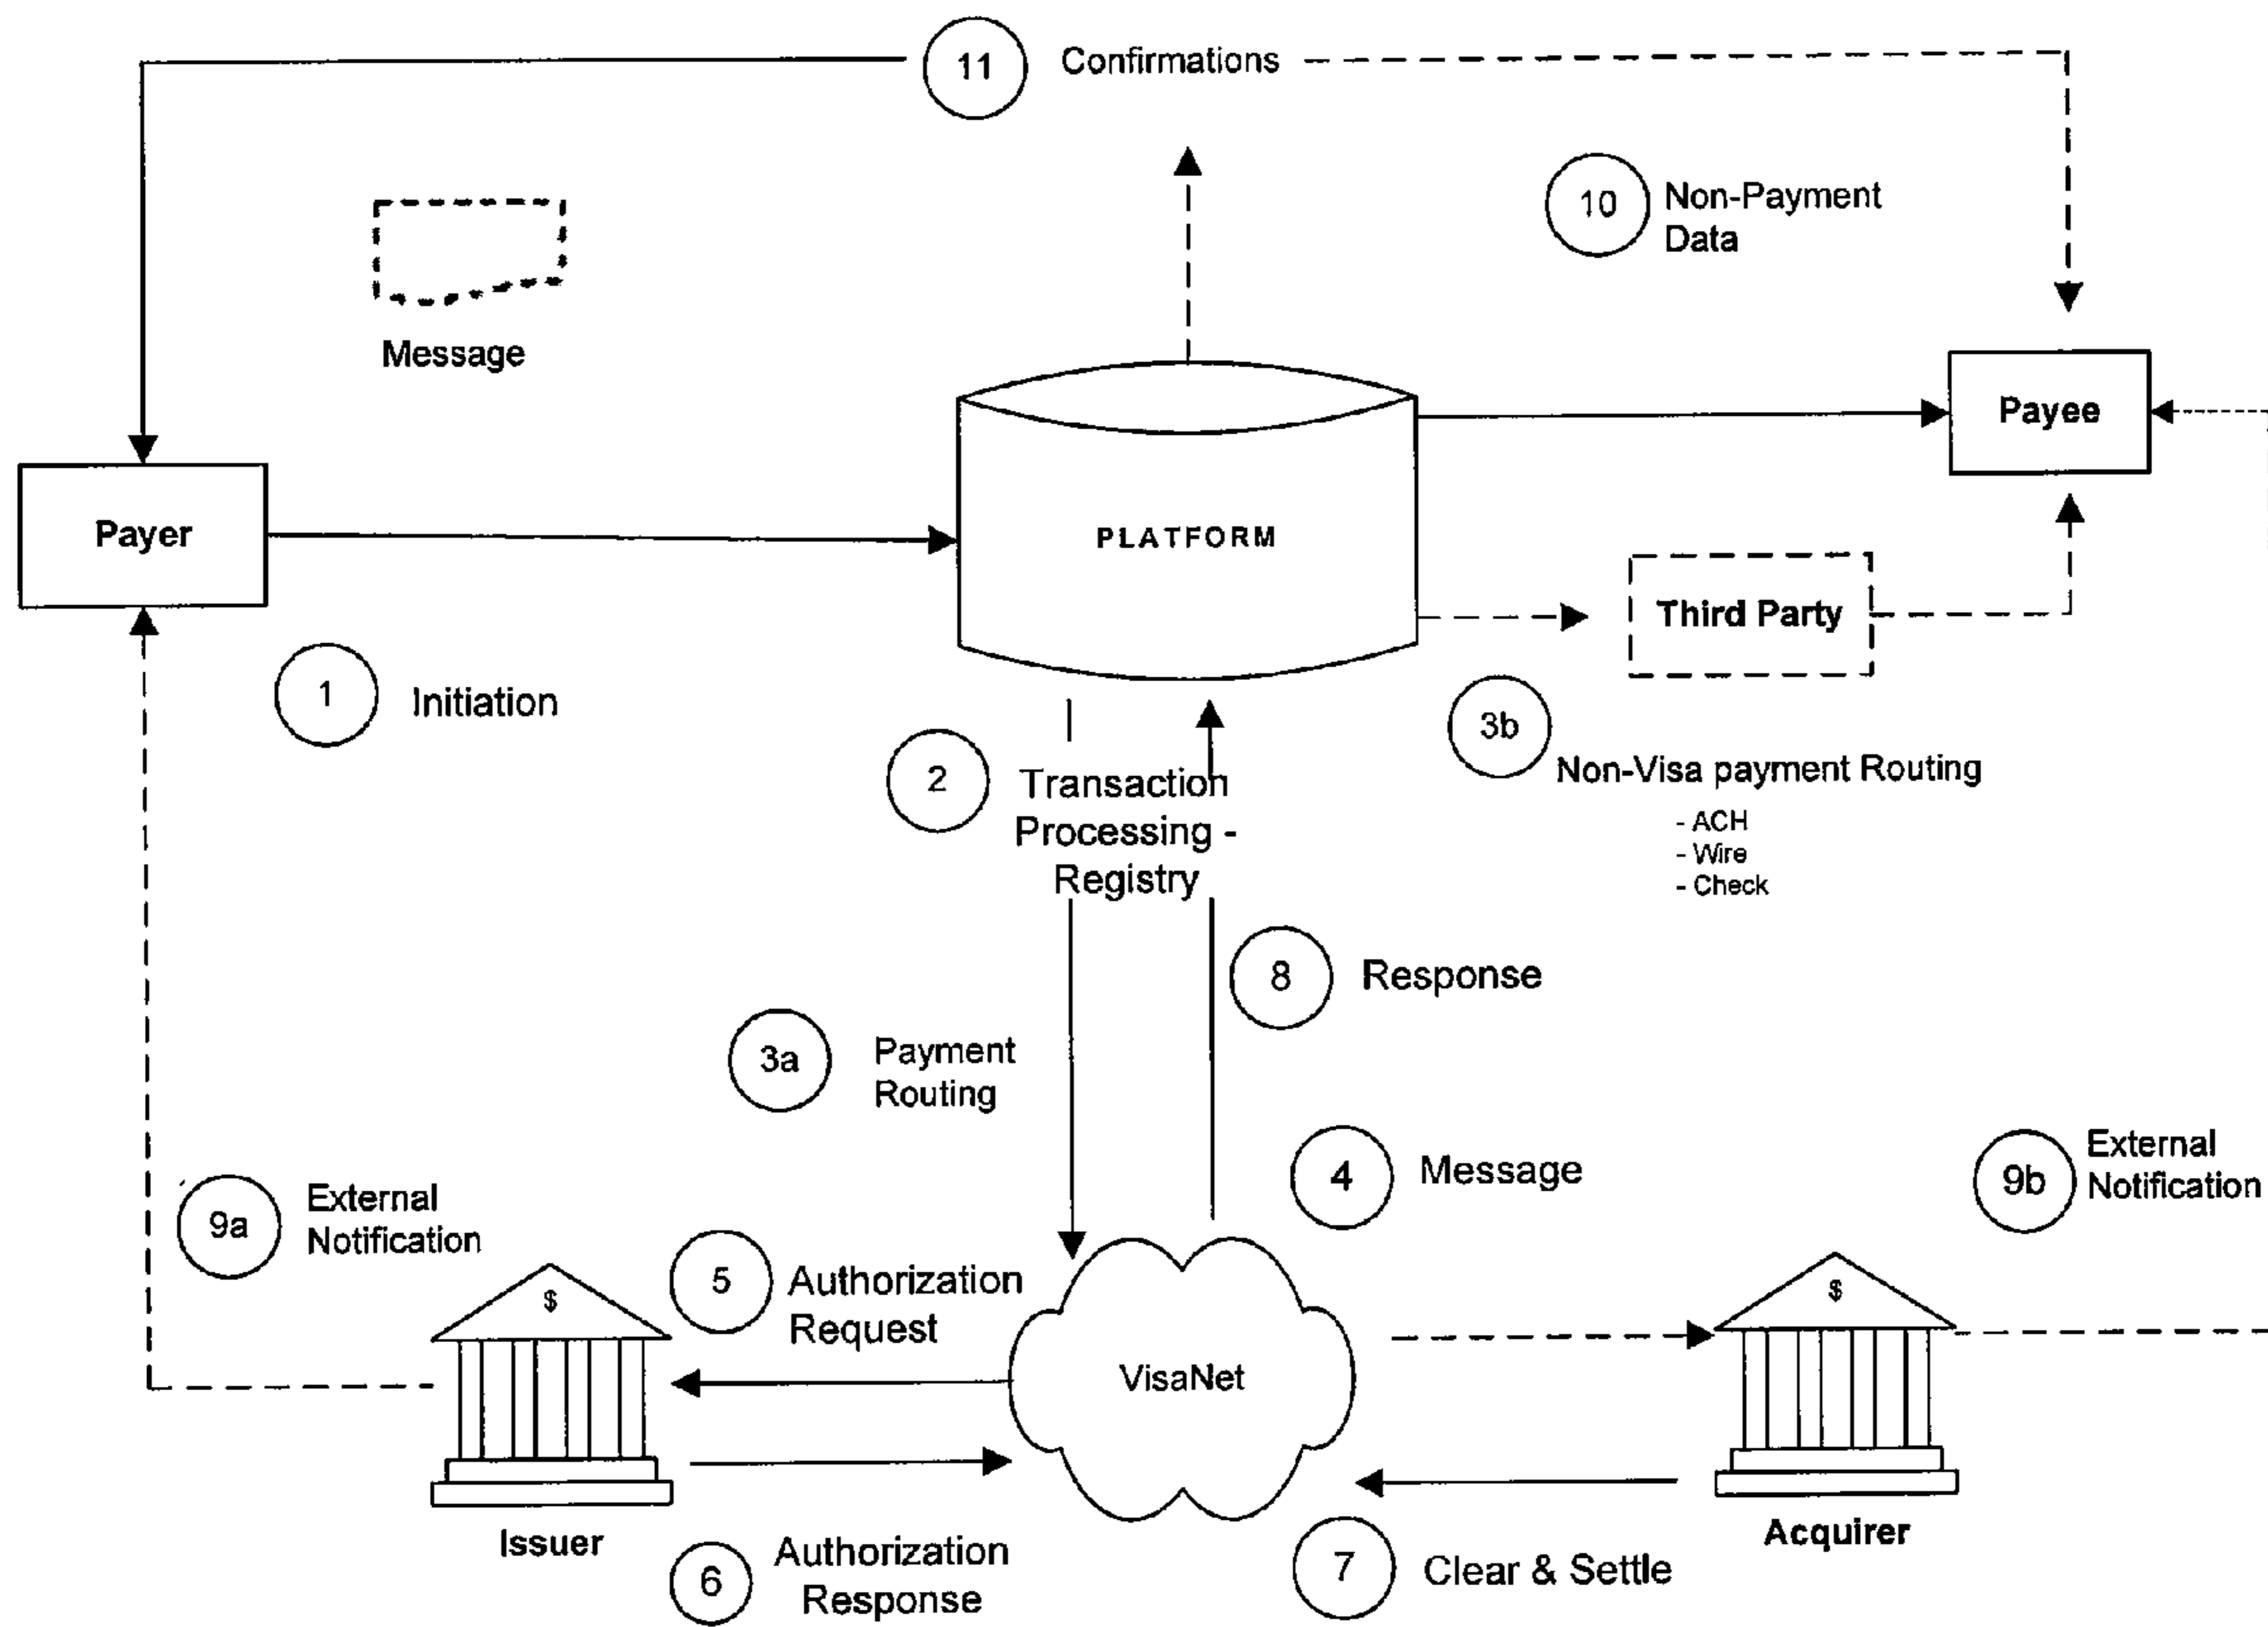 11 Confirmations
10 Non-Payment
Data
Message
Payee
Payer
PLATFORM
Third Party
1 Initiation
3b
Non-Visa payment Routing
- ACH
- Wire
- Check
2 Transaction
Processing -
Registry
8 Response
3a Payment
Routing
4 Message
9b External
Notification
9a External
Notification
5 Authorization
Request
$
$
VisaNet
Issuer
Acquirer
6 Authorization
Response
7 Clear & Settle